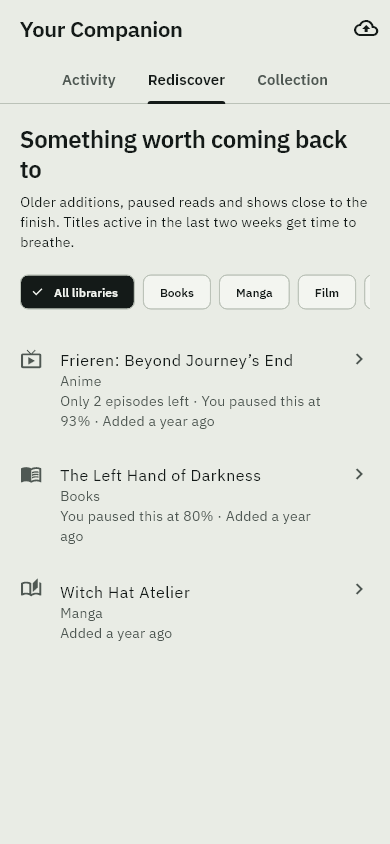 Your Companion
Activity
Rediscover
Collection
Something worth coming back
to
Older additions, paused reads and shows close to the
finish. Titles active in the last two weeks get time to
breathe.
All libraries
Books
Manga
Film
Frieren: Beyond Journey’s End
Anime
Only 2 episodes left · You paused this at
93% · Added a year ago
The Left Hand of Darkness
Books
You paused this at 80% · Added a year
ago
Witch Hat Atelier
Manga
Added a year ago